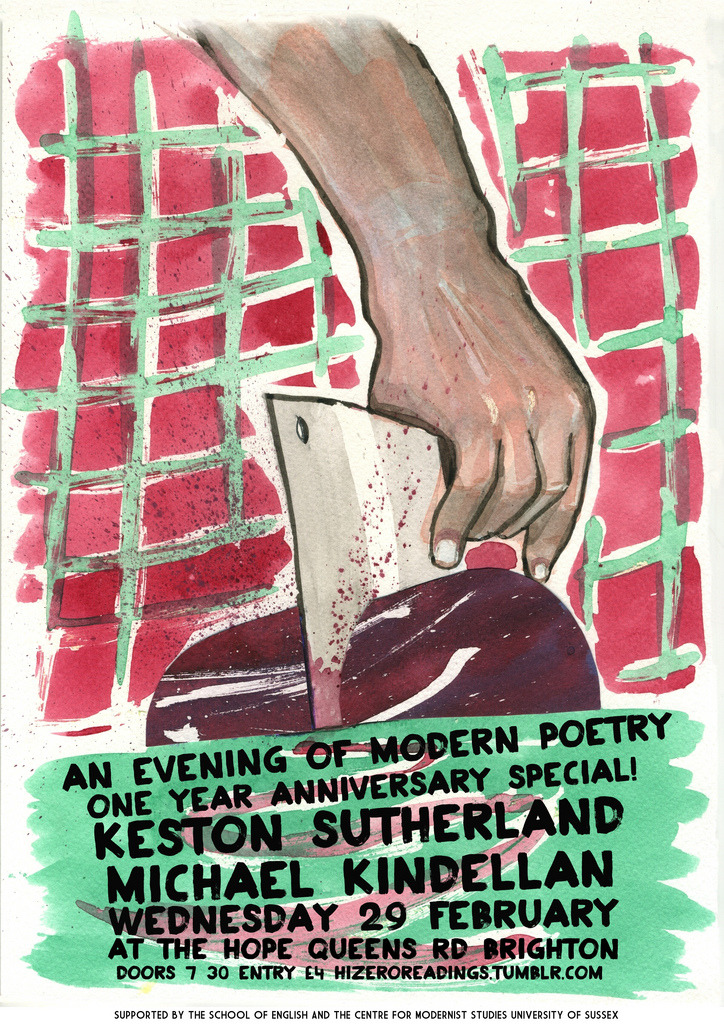 AN EVENING OF MODERN POETRY
ONE YEAR ANNIVERSARY SPECIAL!
KESTON SUTHERLAND
MICHAEL KINDELLAN
WEDNESDAY 29 FEBRUARY
AT THE HOPE QUEENS RD BRIGHTON
DOORS 7 30 ENTRY £4 HIZEROREADINGS.TUMBLR.COM
SUPPORTED BY THE SCHOOL OF ENGLISH AND THE CENTRE FOR MODERNIST STUDIES UNIVERSITY OF SUSSEX